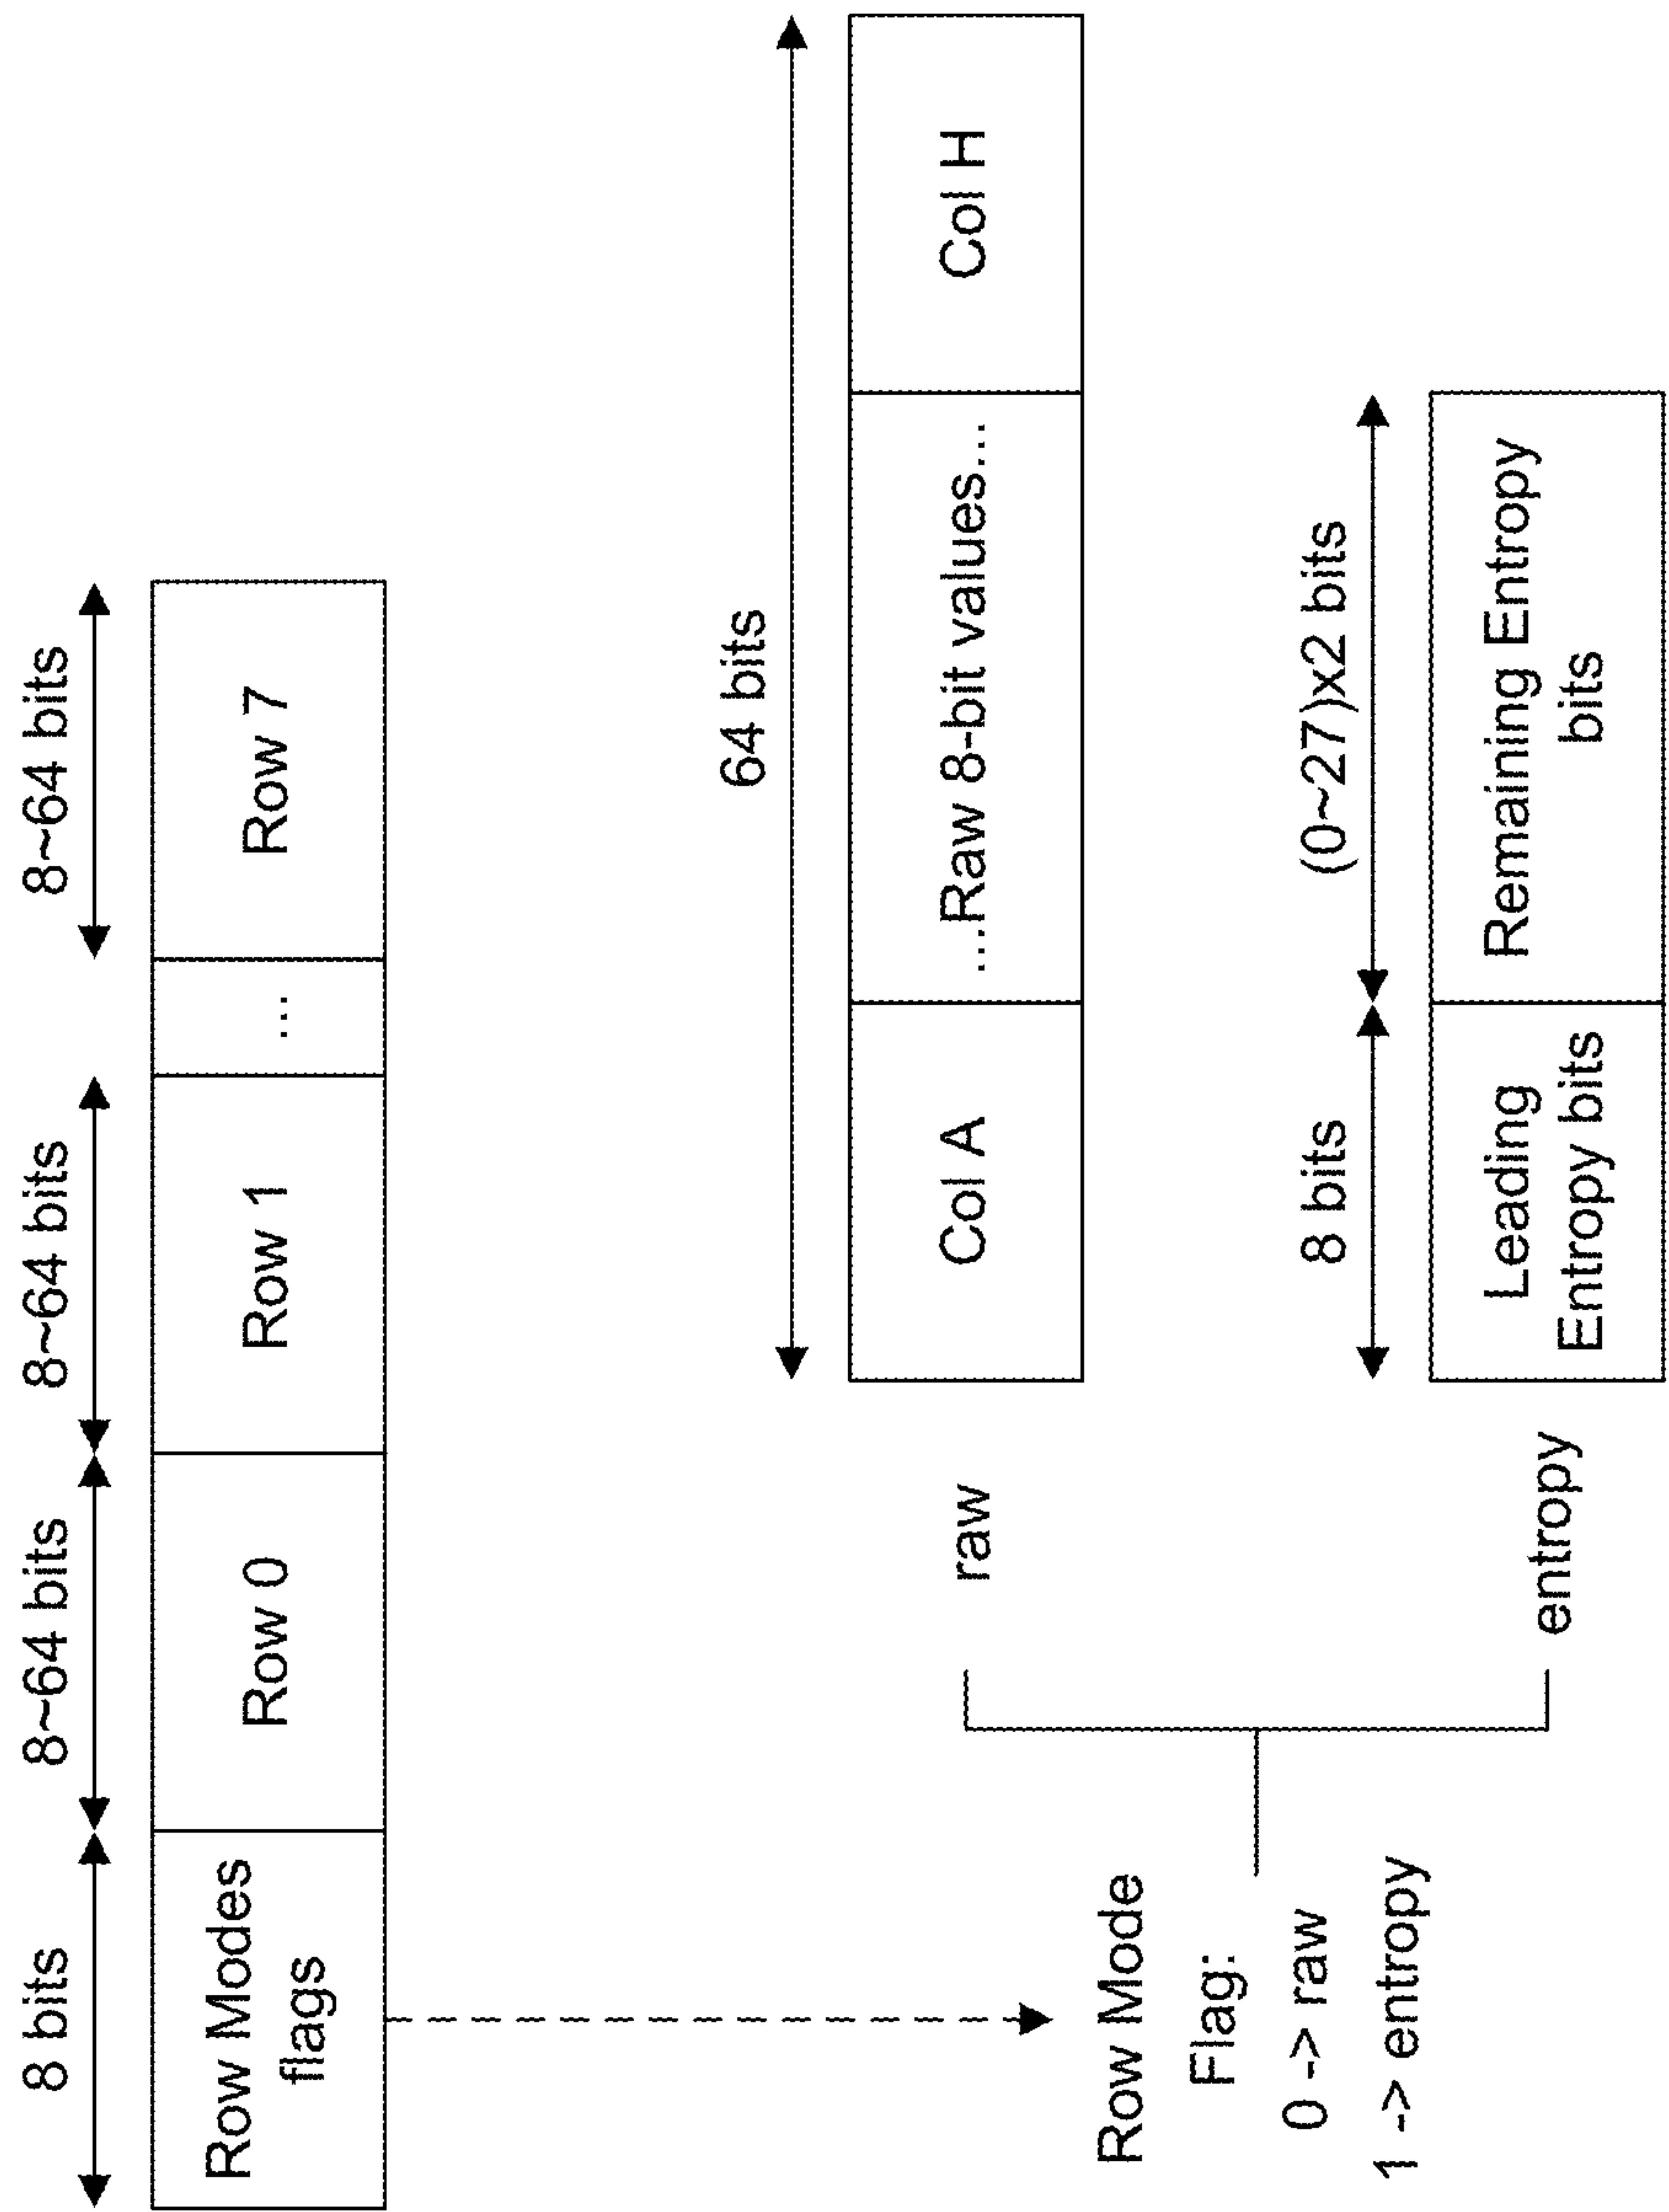 8 bits
8~64 bits
8~64 bits
8~64 bits
Row Modes
flags
Row 0
Row 1
...
Row 7
64 bits
raw
Col A
...Raw 8-bit values...
Col H
Row Mode
Flag:
0 -> raw
1 -> entropy
8 bits
(0~27)x2 bits
entropy
Leading
Entropy bits
Remaining Entropy
bits